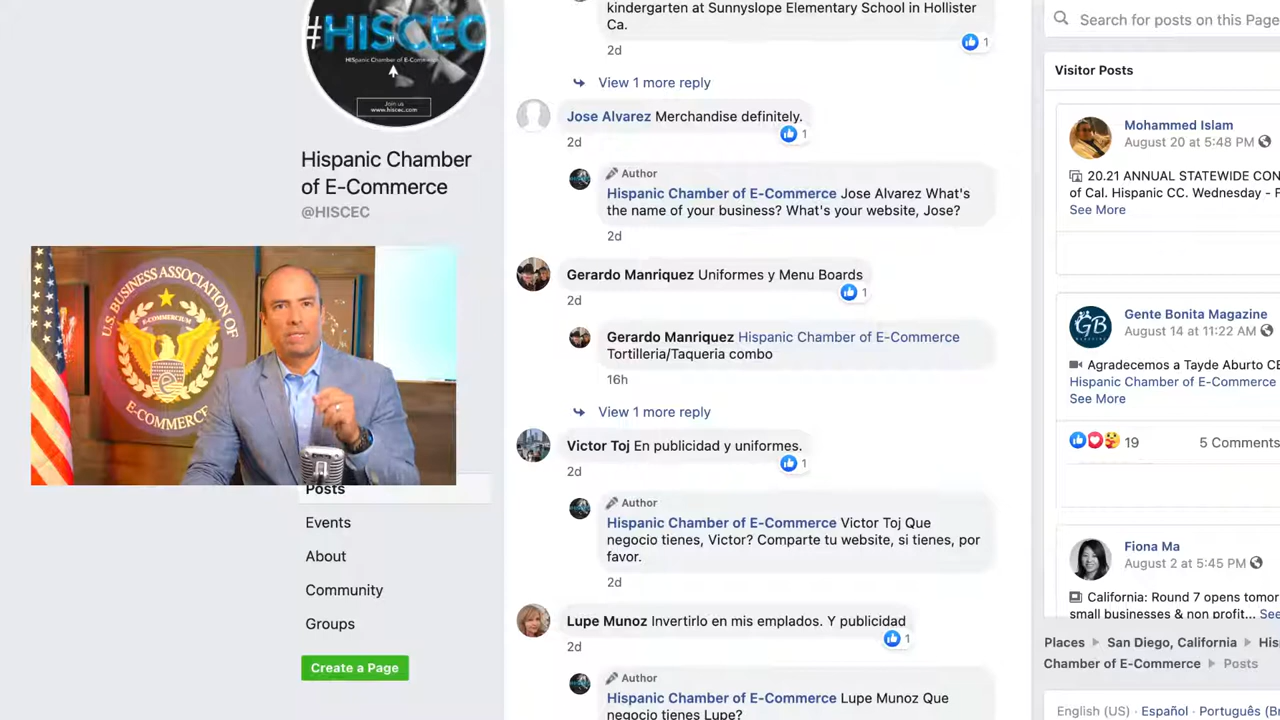 #HISCEC
HISpanic Chamber of E-Commerce
Join us
www.hiscec.com
Hispanic Chamber
of E-Commerce
@HISCEC
U.S. BUSINESS ASSOCIATION OF
E-COMMERCIUM
e
E-COMMERCE
Posts
Events
About
Community
Groups
Create a Page
kindergarten at Sunnyslope Elementary School in Hollister
Ca.
1
2d
View 1 more reply
Jose Alvarez Merchandise definitely.
1
2d
Author
Hispanic Chamber of E-Commerce Jose Alvarez What's
the name of your business? What's your website, Jose?
2d
Gerardo Manriquez Uniformes y Menu Boards
1
2d
Gerardo Manriquez Hispanic Chamber of E-Commerce
Tortilleria/Taqueria combo
16h
View 1 more reply
Victor Toj En publicidad y uniformes.
1
2d
Author
Hispanic Chamber of E-Commerce Victor Toj Que
negocio tienes, Victor? Comparte tu website, si tienes, por
favor.
2d
Lupe Munoz Invertirlo en mis emplados. Y publicidad
1
2d
Author
Hispanic Chamber of E-Commerce Lupe Munoz Que
negocio tienes Lupe?
Search for posts on this Page
Visitor Posts
Mohammed Islam
August 20 at 5:48 PM
20.21 ANNUAL STATEWIDE CON
of Cal. Hispanic CC. Wednesday -
See More
GB
Gente Bonita Magazine
August 14 at 11:22 AM
Agradecemos a Tayde Aburto CE
Hispanic Chamber of E-Commerce
See More
19
5 Comments
Fiona Ma
August 2 at 5:45 PM
California: Round 7 opens tomor
small businesses & non profit... See
Places San Diego, California His
Chamber of E-Commerce Posts
English (US) · Español · Português (B